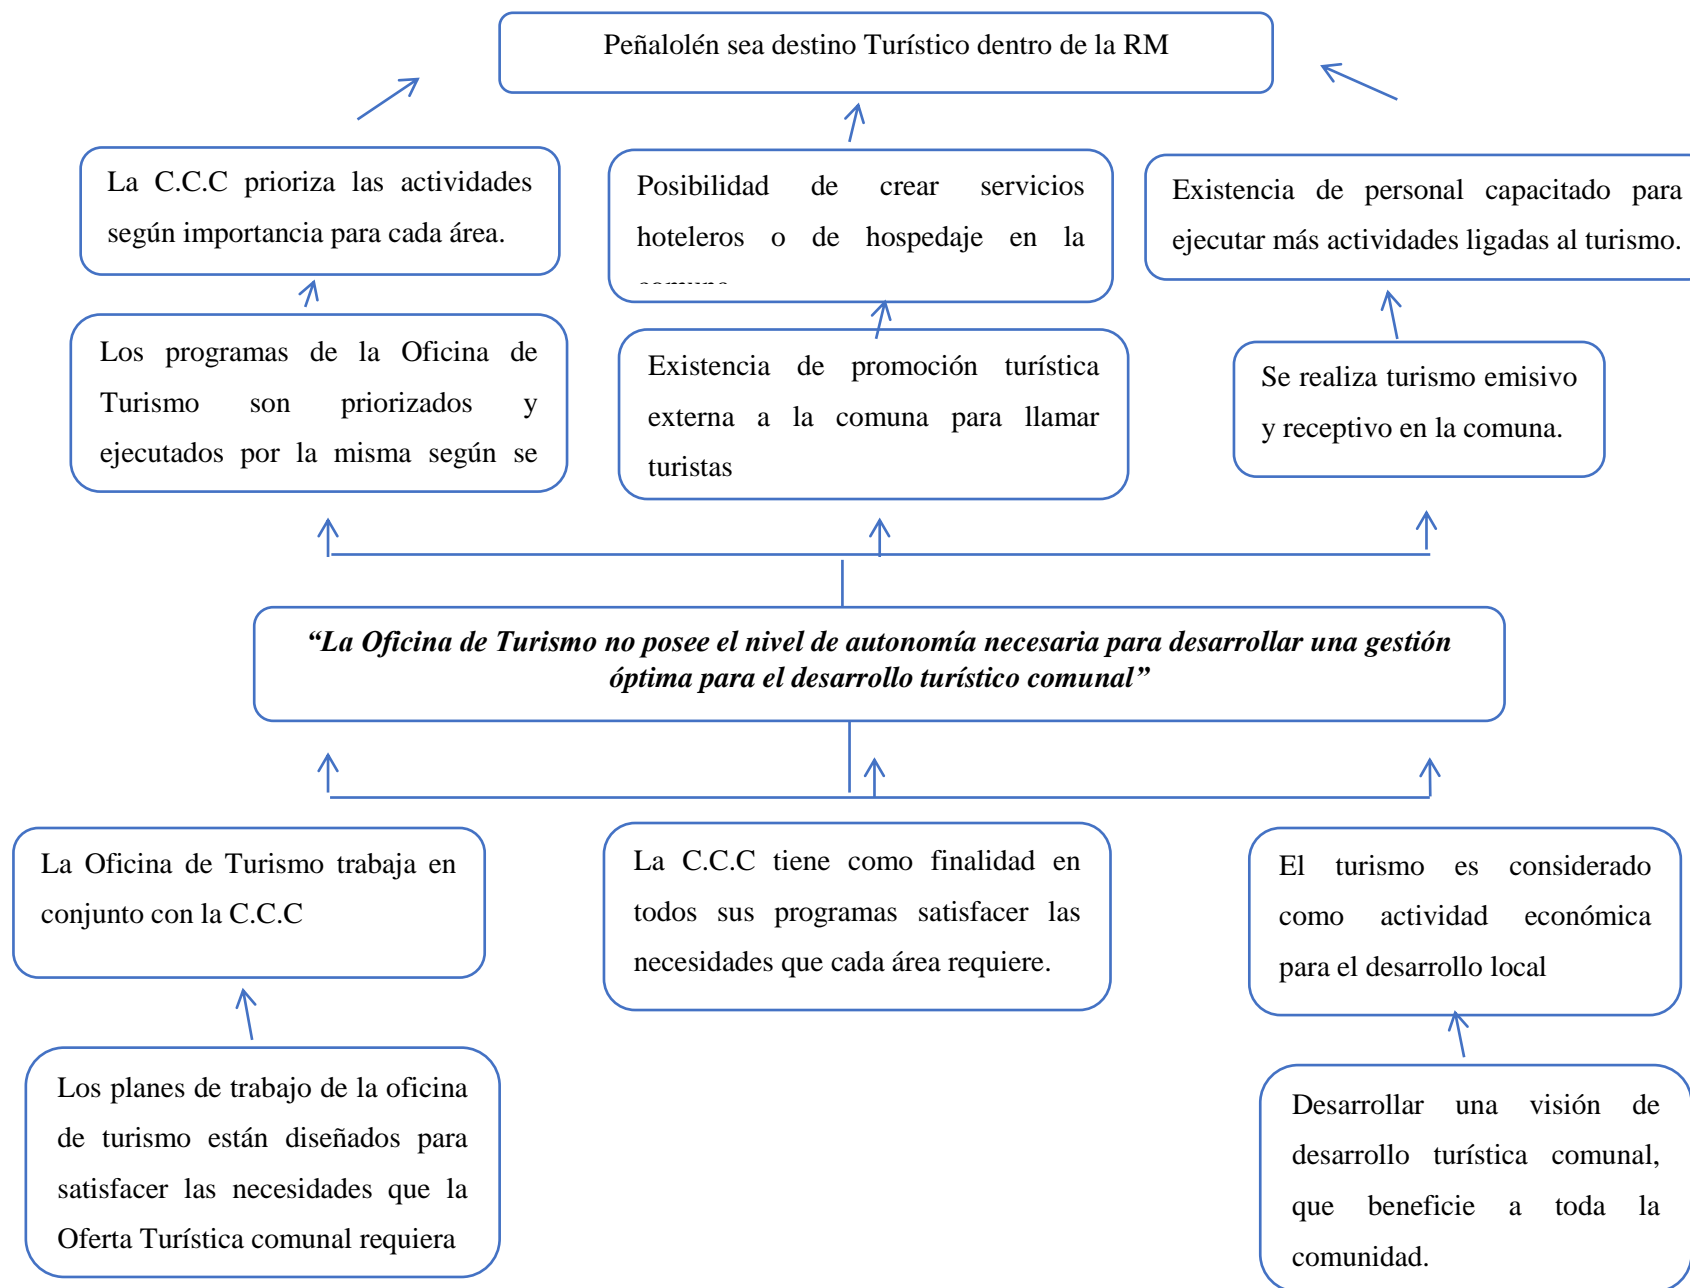 Peñalolén sea destino Turístico dentro de la RM
La C.C.C prioriza las actividades
según importancia para cada área.
Posibilidad de crear servicios
hoteleros o de hospedaje en la
Existencia de personal capacitado para
ejecutar más actividades ligadas al turismo.
Los programas de la Oficina de
Turismo son priorizados y
ejecutados por la misma según se
Existencia de promoción turística
externa a la comuna para llamar
turistas
Se realiza turismo emisivo
y receptivo en la comuna.
“La Oficina de Turismo no posee el nivel de autonomía necesaria para desarrollar una gestión
óptima para el desarrollo turístico comunal”
La Oficina de Turismo trabaja en
conjunto con la C.C.C
La C.C.C tiene como finalidad en
todos sus programas satisfacer las
necesidades que cada área requiere.
El turismo es considerado
como actividad económica
para el desarrollo local
Los planes de trabajo de la oficina
de turismo están diseñados para
satisfacer las necesidades que la
Oferta Turística comunal requiera
Desarrollar una visión de
desarrollo turística comunal,
que beneficie a toda la
comunidad.